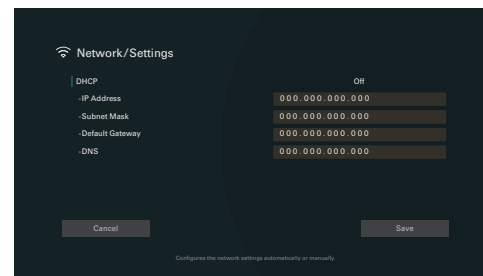 Network/Settings
DHCP Off
-IP Address 000.000.000.000
-Subnet Mask 000.000.000.000
-Default Gateway 000.000.000.000
-DNS 000.000.000.000
Cancel Save
Configures the network settings automatically or manually.